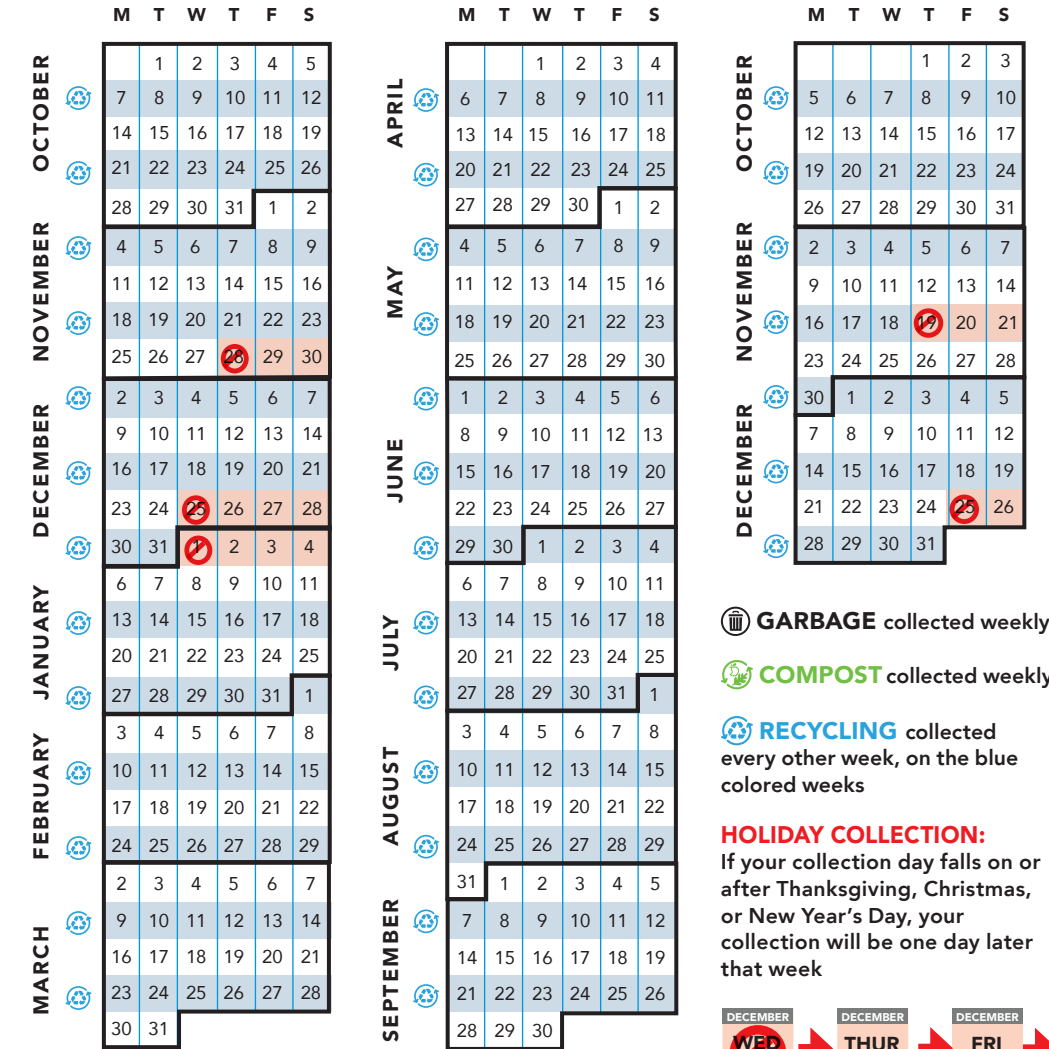 M T W T F S
OCTOBER
1 2 3 4 5
7 8 9 10 11 12
14 15 16 17 18 19
21 22 23 24 25 26
28 29 30 31 1 2
NOVEMBER
4 5 6 7 8 9
11 12 13 14 15 16
18 19 20 21 22 23
25 26 27 28 29 30
DECEMBER
2 3 4 5 6 7
9 10 11 12 13 14
16 17 18 19 20 21
23 24 25 26 27 28
30 31 1 2 3 4
JANUARY
6 7 8 9 10 11
13 14 15 16 17 18
20 21 22 23 24 25
27 28 29 30 31 1
FEBRUARY
3 4 5 6 7 8
10 11 12 13 14 15
17 18 19 20 21 22
24 25 26 27 28 29
MARCH
2 3 4 5 6 7
9 10 11 12 13 14
16 17 18 19 20 21
23 24 25 26 27 28
30 31
M T W T F S
APRIL
1 2 3 4
6 7 8 9 10 11
13 14 15 16 17 18
20 21 22 23 24 25
27 28 29 30 1 2
MAY
4 5 6 7 8 9
11 12 13 14 15 16
18 19 20 21 22 23
25 26 27 28 29 30
JUNE
1 2 3 4 5 6
8 9 10 11 12 13
15 16 17 18 19 20
22 23 24 25 26 27
29 30 1 2 3 4
JULY
6 7 8 9 10 11
13 14 15 16 17 18
20 21 22 23 24 25
27 28 29 30 31 1
AUGUST
3 4 5 6 7 8
10 11 12 13 14 15
17 18 19 20 21 22
24 25 26 27 28 29
31 1 2 3 4 5
SEPTEMBER
7 8 9 10 11 12
14 15 16 17 18 19
21 22 23 24 25 26
28 29 30
M T W T F S
OCTOBER
1 2 3
5 6 7 8 9 10
12 13 14 15 16 17
19 20 21 22 23 24
26 27 28 29 30 31
NOVEMBER
2 3 4 5 6 7
9 10 11 12 13 14
16 17 18 19 20 21
23 24 25 26 27 28
DECEMBER
30 1 2 3 4 5
7 8 9 10 11 12
14 15 16 17 18 19
21 22 23 24 25 26
28 29 30 31
GARBAGE collected weekly
COMPOST collected weekly
RECYCLING collected
every other week, on the blue
colored weeks
HOLIDAY COLLECTION:
If your collection day falls on or
after Thanksgiving, Christmas,
or New Year's Day, your
collection will be one day later
that week
DECEMBER DECEMBER DECEMBER
WED THUR FRI